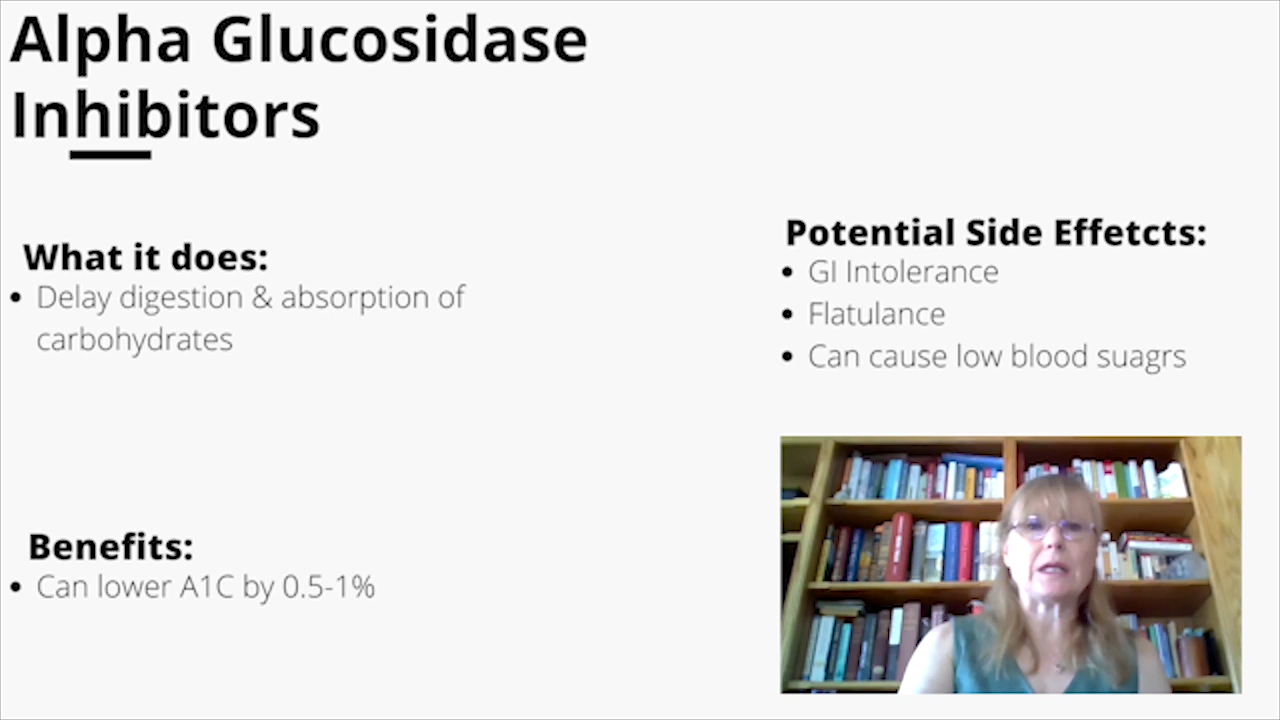 Alpha Glucosidase
Inhibitors
What it does:
• Delay digestion & absorption of
carbohydrates
Benefits:
• Can lower A1C by 0.5-1%
Potential Side Effetcts:
• GI Intolerance
• Flatulance
• Can cause low blood suagrs